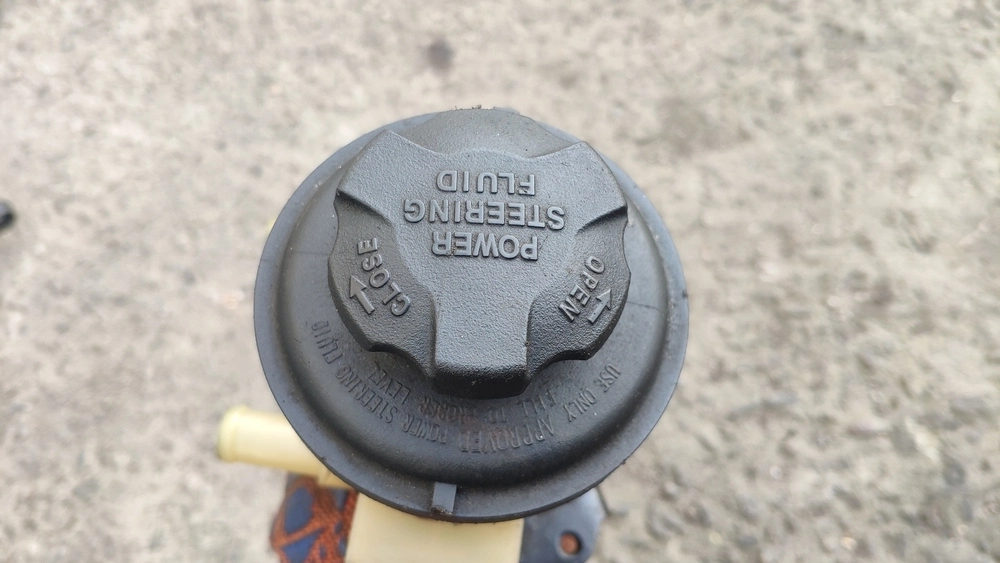 POWER
STEERING
FLUID
OPEN
CLOSE
USE ONLY APPROVED POWER STEERING FLUID
FILL TO PROPER LEVEL